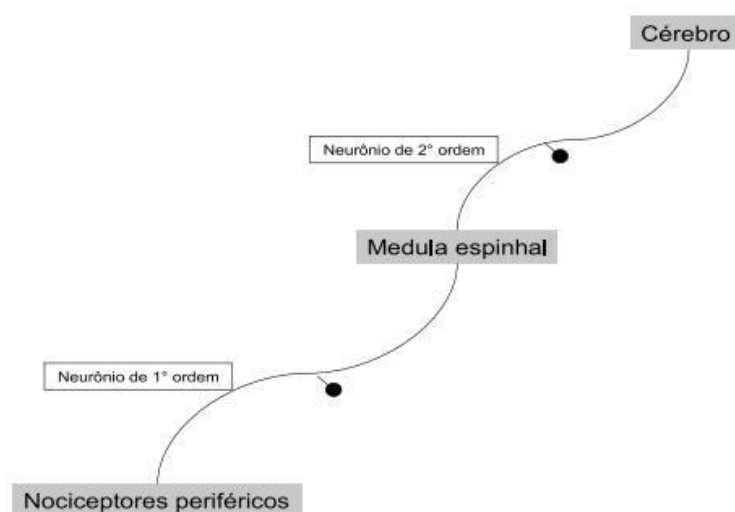 Cérebro
Neurônio de 2° ordem
Medula espinhal
Neurônio de 1° ordem
Nociceptores periféricos